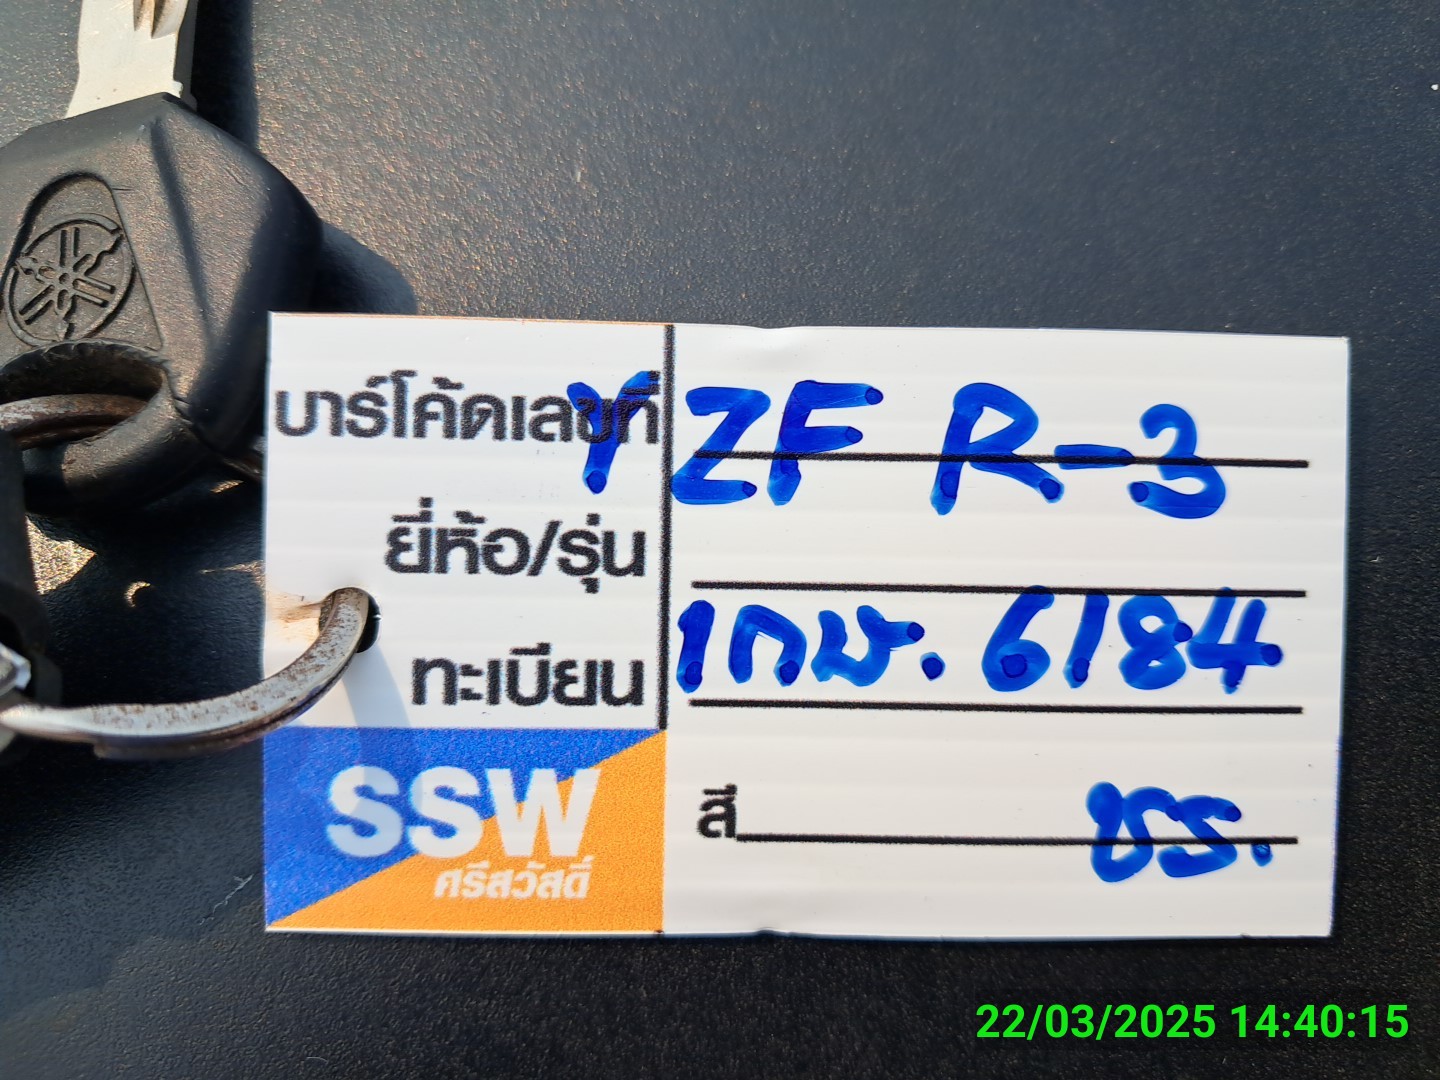 บาร์โค้ดเลขที่
YZF R-3
ยี่ห้อ/รุ่น
ทะเบียน
1กษ. 6184
SSW
ศรีสวัสดิ์
สี
ชร.
22/03/2025 14:40:15